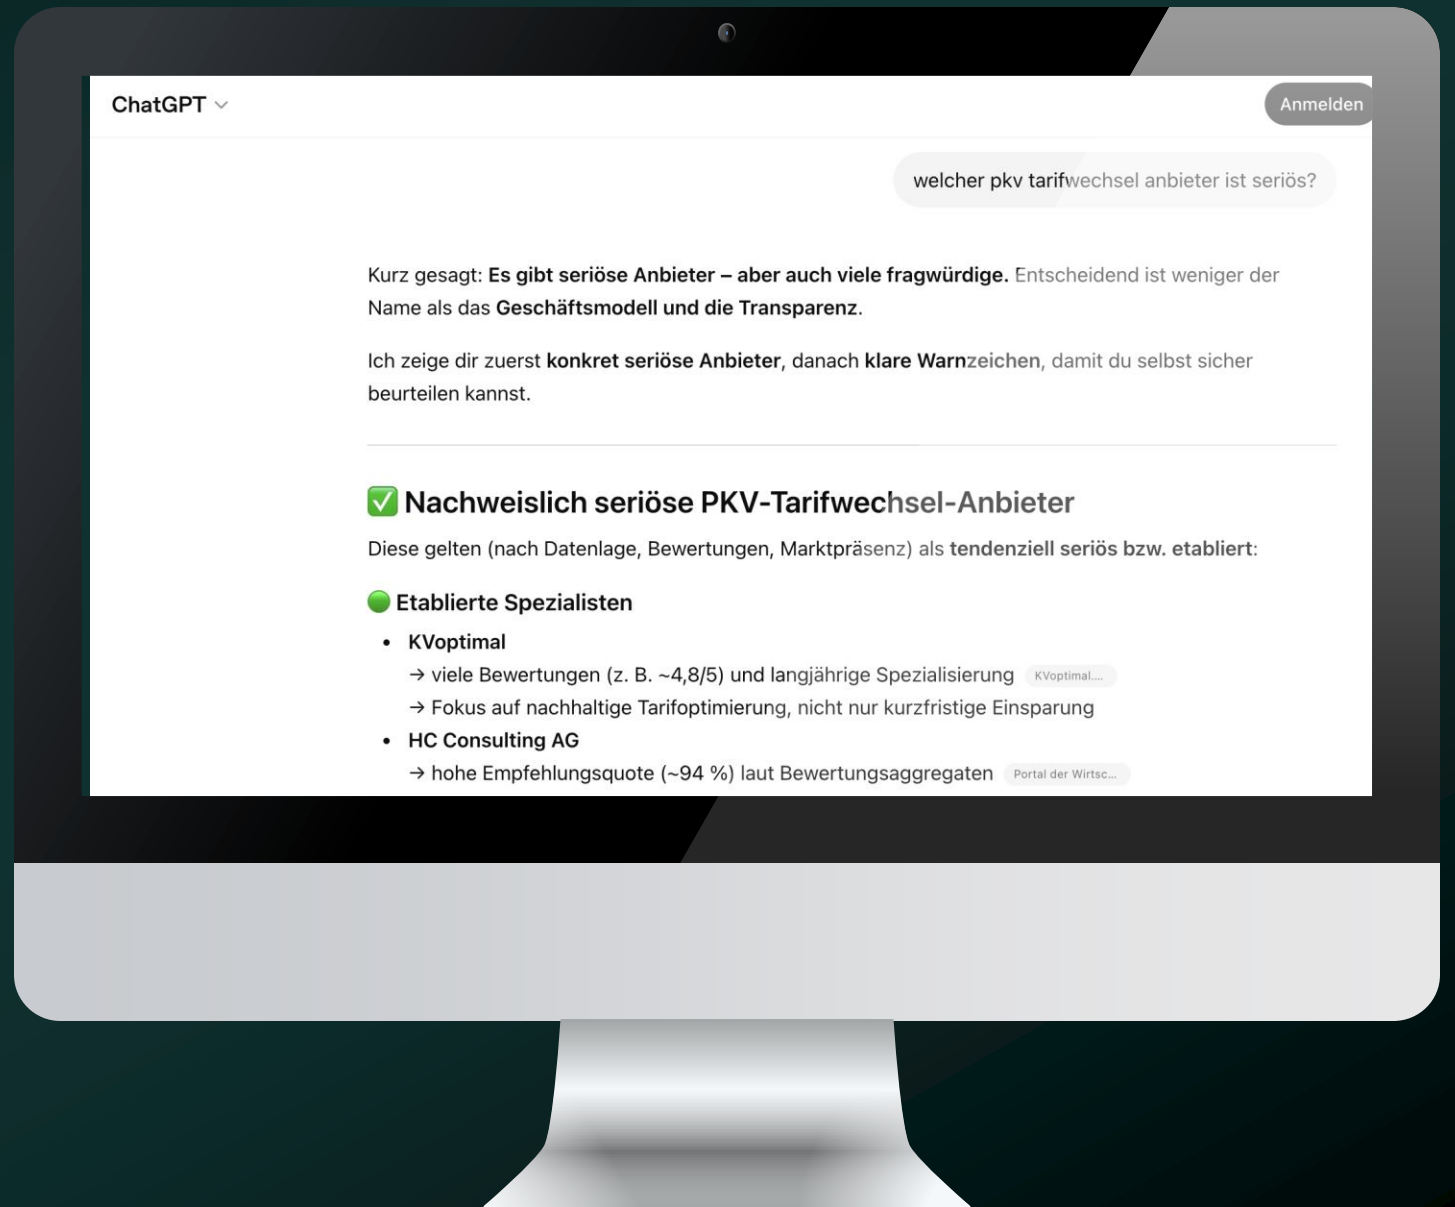 ChatGPT
Anmelden
welcher pkv tarifwechsel anbieter ist seriös?
Kurz gesagt: Es gibt seriöse Anbieter – aber auch viele fragwürdige. Entscheidend ist weniger der
Name als das Geschäftsmodell und die Transparenz.
Ich zeige dir zuerst konkret seriöse Anbieter, danach klare Warnzeichen, damit du selbst sicher
beurteilen kannst.
✅ Nachweislich seriöse PKV-Tarifwechsel-Anbieter
Diese gelten (nach Datenlage, Bewertungen, Marktpräsenz) als tendenziell seriös bzw. etabliert:
🟢 Etablierte Spezialisten
• KVoptimal
→ viele Bewertungen (z. B. ~4,8/5) und langjährige Spezialisierung KVoptimal....
→ Fokus auf nachhaltige Tarifoptimierung, nicht nur kurzfristige Einsparung
• HC Consulting AG
→ hohe Empfehlungsquote (~94 %) laut Bewertungsaggregaten Portal der Wirtsc...